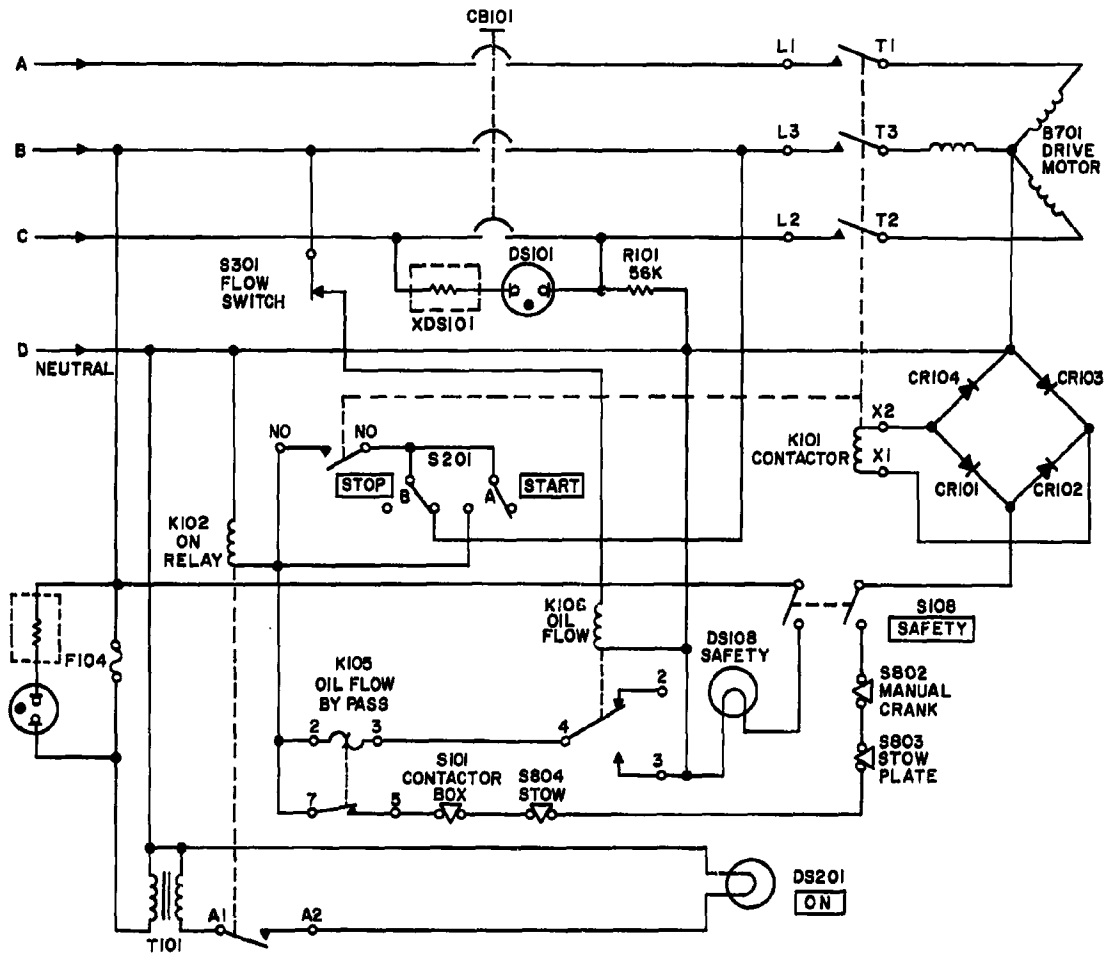 CB101
A
L1
T1
B
L3
T3
B701
DRIVE
MOTOR
C
L2
T2
S301
FLOW
SWITCH
DS101
R101
56K
XDS101
D
NEUTRAL
CR104
CR103
X2
K101
CONTACTOR
X1
CR101
CR102
NO
NO
S201
STOP
B
A
START
K102
ON
RELAY
F104
K106
OIL
FLOW
S108
SAFETY
DS108
SAFETY
K105
OIL FLOW
BY PASS
2
3
4
2
3
S802
MANUAL
CRANK
S803
STOW
PLATE
S101
CONTACTOR
BOX
S804
STOW
7
5
DS201
ON
T101
A1
A2